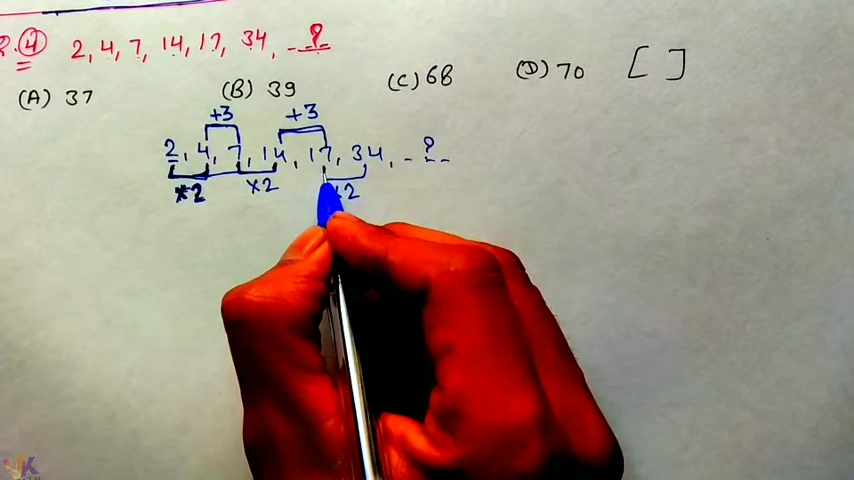 Q.4 2, 4, 7, 14, 17, 34, - ?
(A) 37 (B) 39 (C) 68 (D) 70 [ ]
+3 +3
2, 4, 7, 14, 17, 34, - ? -
×2 ×2 ×2